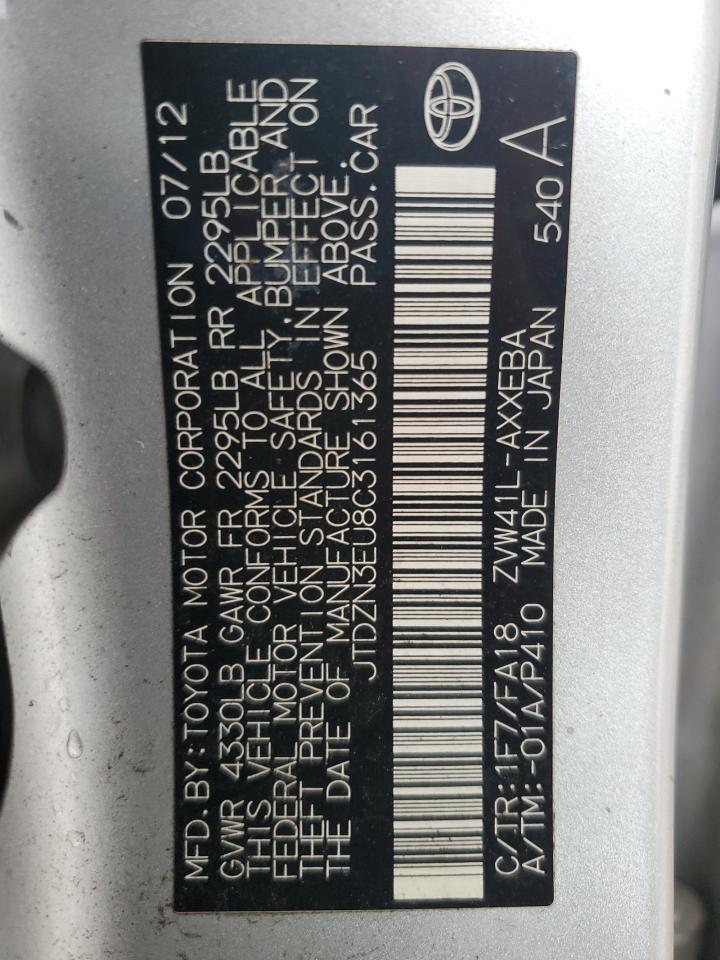 MFD.BY:TOYOTA MOTOR CORPORATION 07/12
GVWR 4330LB GAWR FR 2295LB RR 2295LB
THIS VEHICLE CONFORMS TO ALL APPLICABLE
FEDERAL MOTOR VEHICLE SAFETY,BUMPER,AND
THEFT PREVENTION STANDARDS IN EFFECT ON
THE DATE OF MANUFACTURE SHOWN ABOVE.
JTDZN3EU8C3161365 PASS.CAR
C/TR:1F7/FA18 ZVW41L-AXXEBA
A/TM:-01A/P410 MADE IN JAPAN 540 A